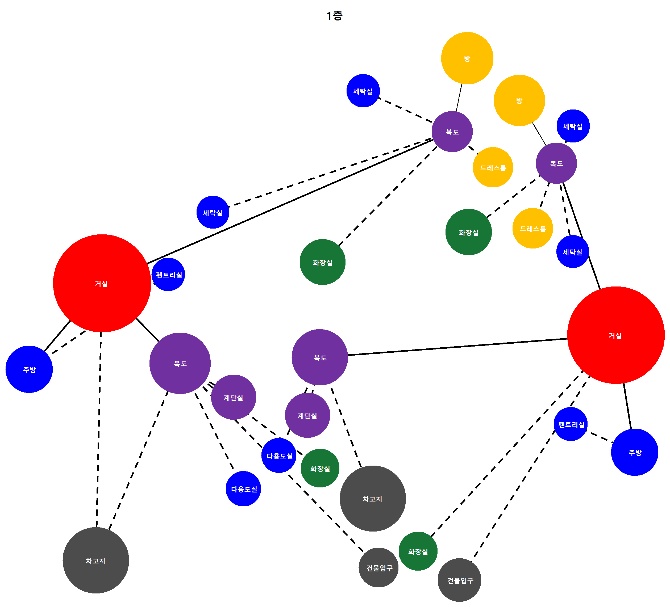 1층
방
세탁실
방
세탁실
복도
복도
드레스룸
세탁실
드레스룸
화장실
세탁실
화장실
팬트리실
거실
거실
복도
복도
주방
계단실
계단실
팬트리실
주방
다용도실
화장실
다용도실
차고지
화장실
차고지
건물입구
건물입구